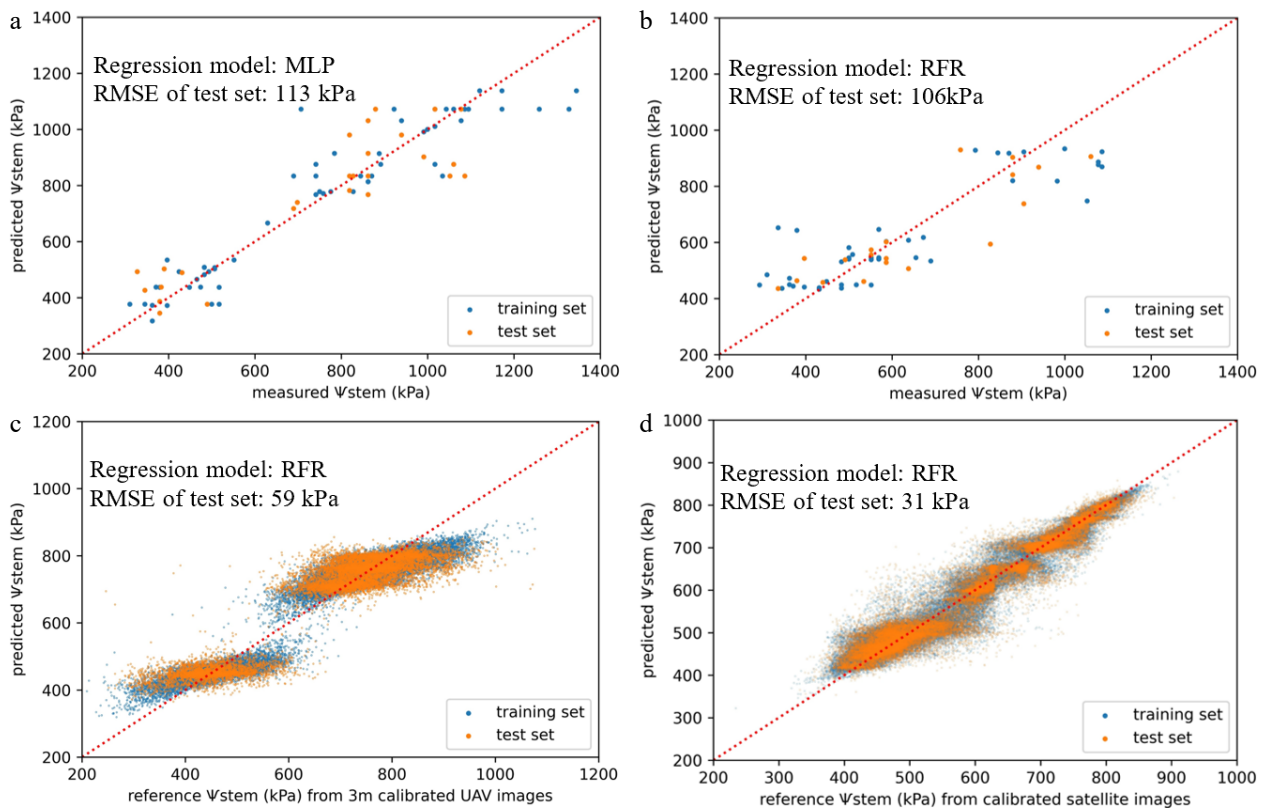 a
1400
1200
1000
800
600
400
200
predicted Ψstem (kPa)
Regression model: MLP
RMSE of test set: 113 kPa
training set
test set
200 400 600 800 1000 1200 1400
measured Ψstem (kPa)
b
1400
1200
1000
800
600
400
200
predicted Ψstem (kPa)
Regression model: RFR
RMSE of test set: 106kPa
training set
test set
200 400 600 800 1000 1200 1400
measured Ψstem (kPa)
c
1200
1000
800
600
400
200
predicted Ψstem (kPa)
Regression model: RFR
RMSE of test set: 59 kPa
training set
test set
200 400 600 800 1000 1200
reference Ψstem (kPa) from 3m calibrated UAV images
d
1000
900
800
700
600
500
400
300
200
predicted Ψstem (kPa)
Regression model: RFR
RMSE of test set: 31 kPa
training set
test set
200 300 400 500 600 700 800 900 1000
reference Ψstem (kPa) from calibrated satellite images